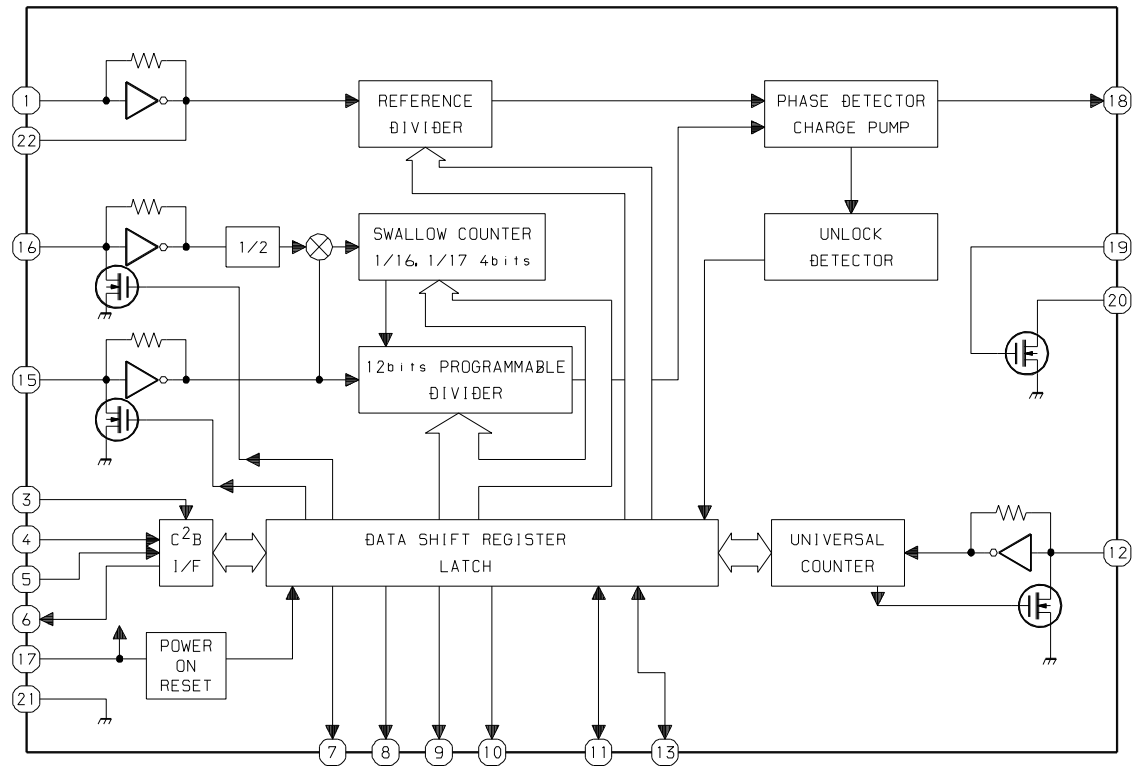 1
22
REFERENCE
DIVIDER
PHASE DETECTOR
CHARGE PUMP
18
16
1/2
SWALLOW COUNTER
1/16, 1/17 4bits
UNLOCK
DETECTOR
19
20
15
12bits PROGRAMMABLE
DIVIDER
3
4
5
6
C2B
I/F
DATA SHIFT REGISTER
LATCH
UNIVERSAL
COUNTER
12
17
POWER
ON
RESET
21
7
8
9
10
11
13